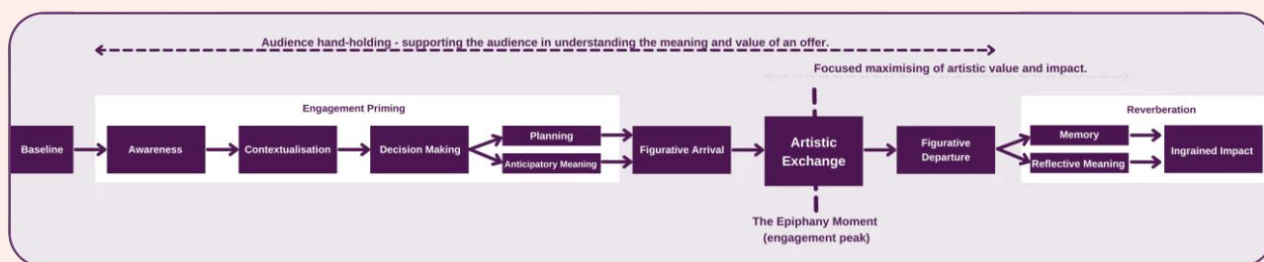 Audience hand-holding - supporting the audience in understanding the meaning and value of an offer.
Focused maximising of artistic value and impact.
Engagement Priming
Reverberation
Baseline
Awareness
Contextualisation
Decision Making
Planning
Anticipatory Meaning
Figurative Arrival
Artistic
Exchange
Figurative
Departure
Memory
Reflective Meaning
Ingrained Impact
The Epiphany Moment
(engagement peak)